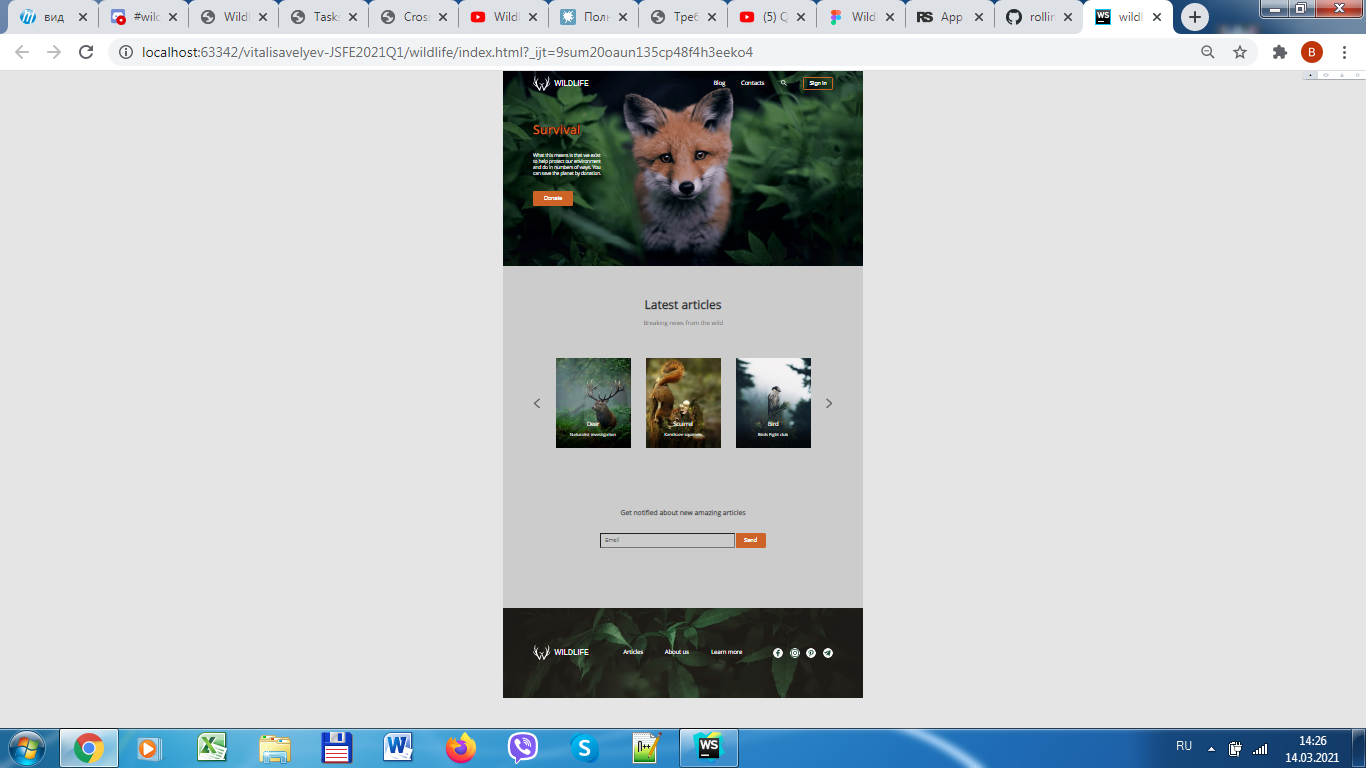 вид
#wild
Wildl
Tasks
Cross
Wildl
Полн
Треб
(5) Q
Wildl
App
rollin
wildl
localhost:63342/vitalisavelyev-JSFE2021Q1/wildlife/index.html?_ijt=9sum20oaun135cp48f4h3eeko4
В
WILDLIFE
Blog
Contacts
Sign in
Survival
What this means is that we exist
to help protect our environment
and do in numbers of ways. You
can save the planet by donation.
Donate
Latest articles
Breaking news from the wild
Deer
Naturalist investigation
Squirrel
Kamikaze squirrels
Bird
Birds Fight club
Get notified about new amazing articles
Email
Send
WILDLIFE
Articles
About us
Learn more
RU
14:26
14.03.2021